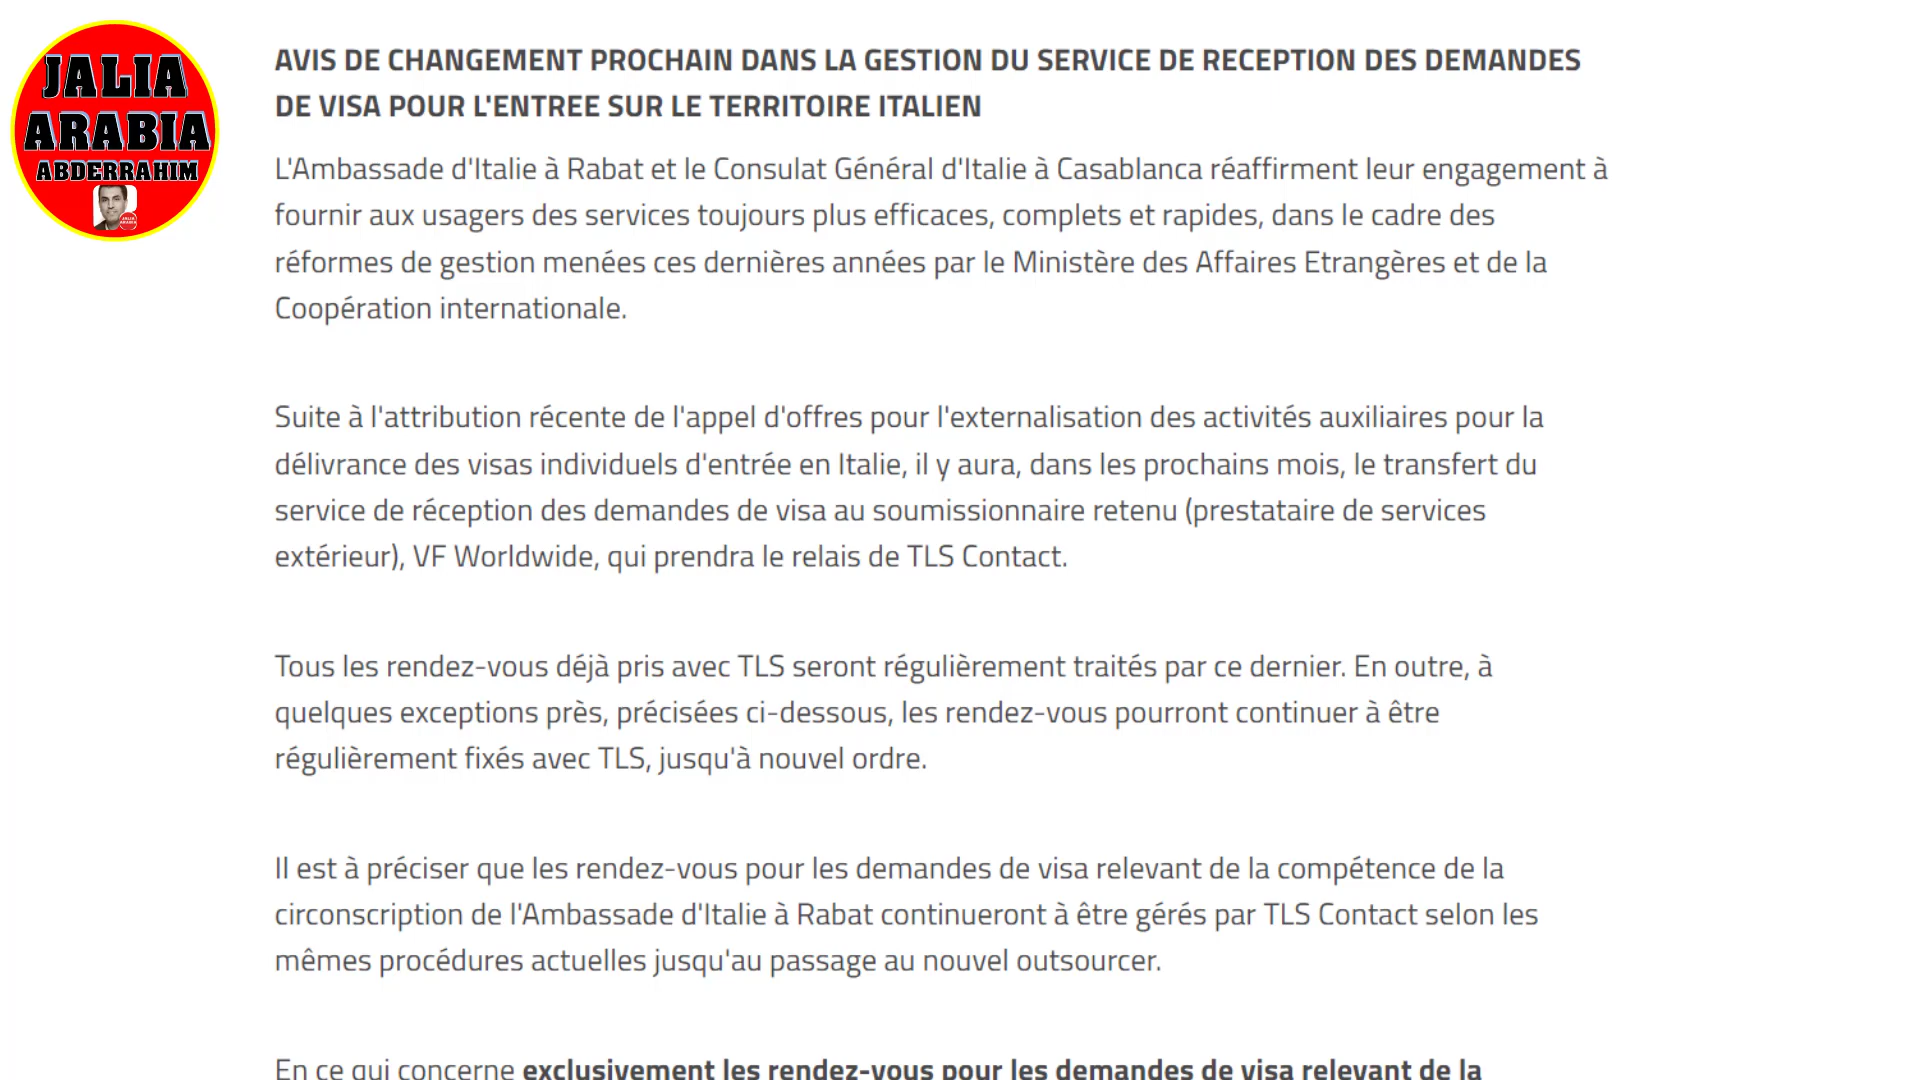 JALIA
ARABIA
ABDERRAHIM
AVIS DE CHANGEMENT PROCHAIN DANS LA GESTION DU SERVICE DE RECEPTION DES DEMANDES
DE VISA POUR L'ENTREE SUR LE TERRITOIRE ITALIEN
L'Ambassade d'Italie à Rabat et le Consulat Général d'Italie à Casablanca réaffirment leur engagement à
fournir aux usagers des services toujours plus efficaces, complets et rapides, dans le cadre des
réformes de gestion menées ces dernières années par le Ministère des Affaires Etrangères et de la
Coopération internationale.
Suite à l'attribution récente de l'appel d'offres pour l'externalisation des activités auxiliaires pour la
délivrance des visas individuels d'entrée en Italie, il y aura, dans les prochains mois, le transfert du
service de réception des demandes de visa au soumissionnaire retenu (prestataire de services
extérieur), VF Worldwide, qui prendra le relais de TLS Contact.
Tous les rendez-vous déjà pris avec TLS seront régulièrement traités par ce dernier. En outre, à
quelques exceptions près, précisées ci-dessous, les rendez-vous pourront continuer à être
régulièrement fixés avec TLS, jusqu'à nouvel ordre.
Il est à préciser que les rendez-vous pour les demandes de visa relevant de la compétence de la
circonscription de l'Ambassade d'Italie à Rabat continueront à être gérés par TLS Contact selon les
mêmes procédures actuelles jusqu'au passage au nouvel outsourcer.
En ce qui concerne exclusivement les rendez-vous pour les demandes de visa relevant de la